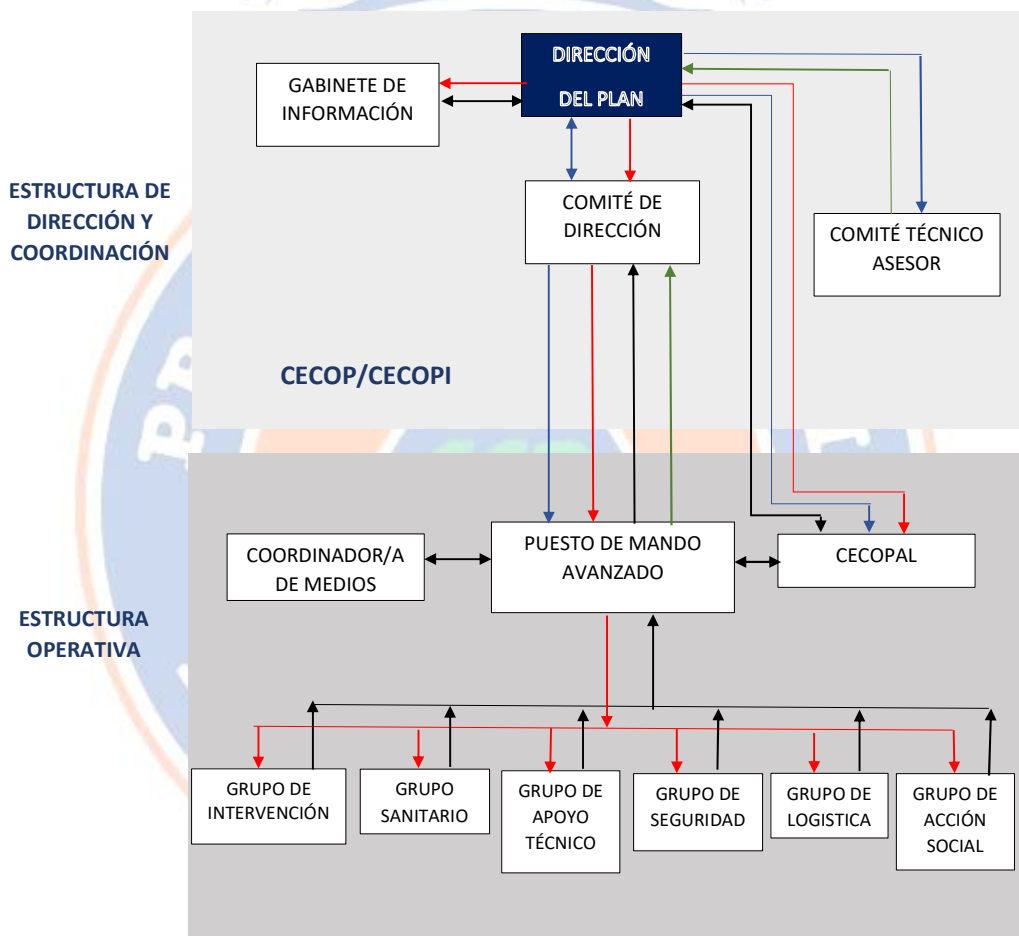 DIRECCIÓN
DEL PLAN
GABINETE DE
INFORMACIÓN
COMITÉ DE
DIRECCIÓN
COMITÉ TÉCNICO
ASESOR
ESTRUCTURA DE
DIRECCIÓN Y
COORDINACIÓN
CECOP/CECOPI
PUESTO DE MANDO
AVANZADO
COORDINADOR/A
DE MEDIOS
CECOPAL
ESTRUCTURA
OPERATIVA
GRUPO DE
INTERVENCIÓN
GRUPO
SANITARIO
GRUPO DE
APOYO
TÉCNICO
GRUPO DE
SEGURIDAD
GRUPO DE
LOGISTICA
GRUPO DE
ACCIÓN
SOCIAL